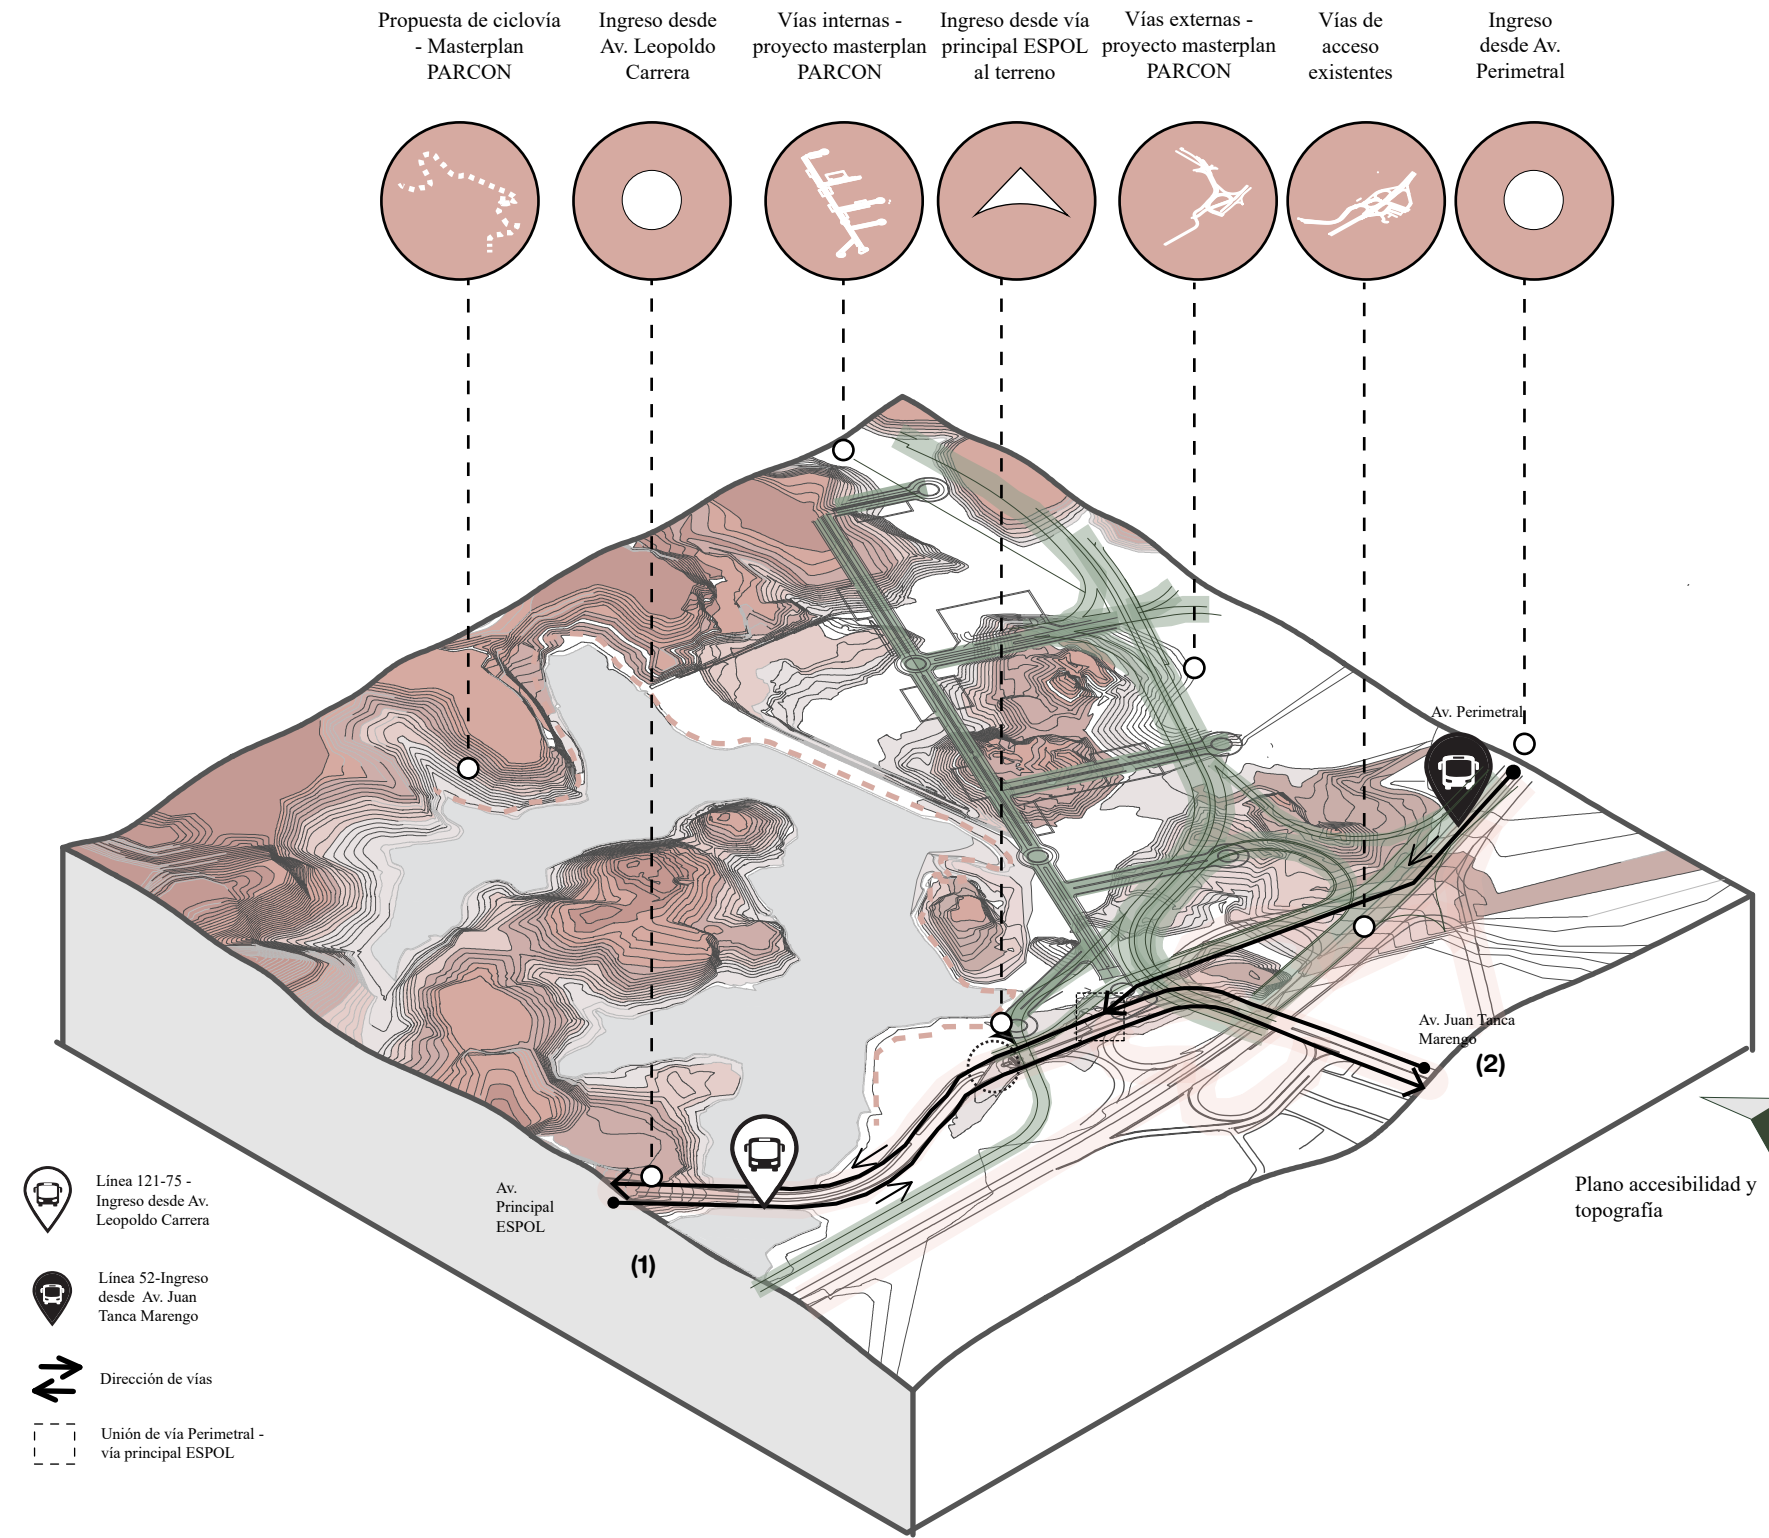 Propuesta de ciclovía
- Masterplan
PARCON
Ingreso desde
Av. Leopoldo
Carrera
Vías internas -
proyecto masterplan
PARCON
Ingreso desde vía
principal ESPOL
al terreno
Vías externas -
proyecto masterplan
PARCON
Vías de
acceso
existentes
Ingreso
desde Av.
Perimetral
Av. Perimetral
Av. Juan Tanca
Marengo
(2)
Av.
Principal
ESPOL
(1)
Línea 121-75 -
Ingreso desde Av.
Leopoldo Carrera
Línea 52-Ingreso
desde  Av. Juan
Tanca Marengo
Dirección de vías
Unión de vía Perimetral -
vía principal ESPOL
Plano accesibilidad y
topografía